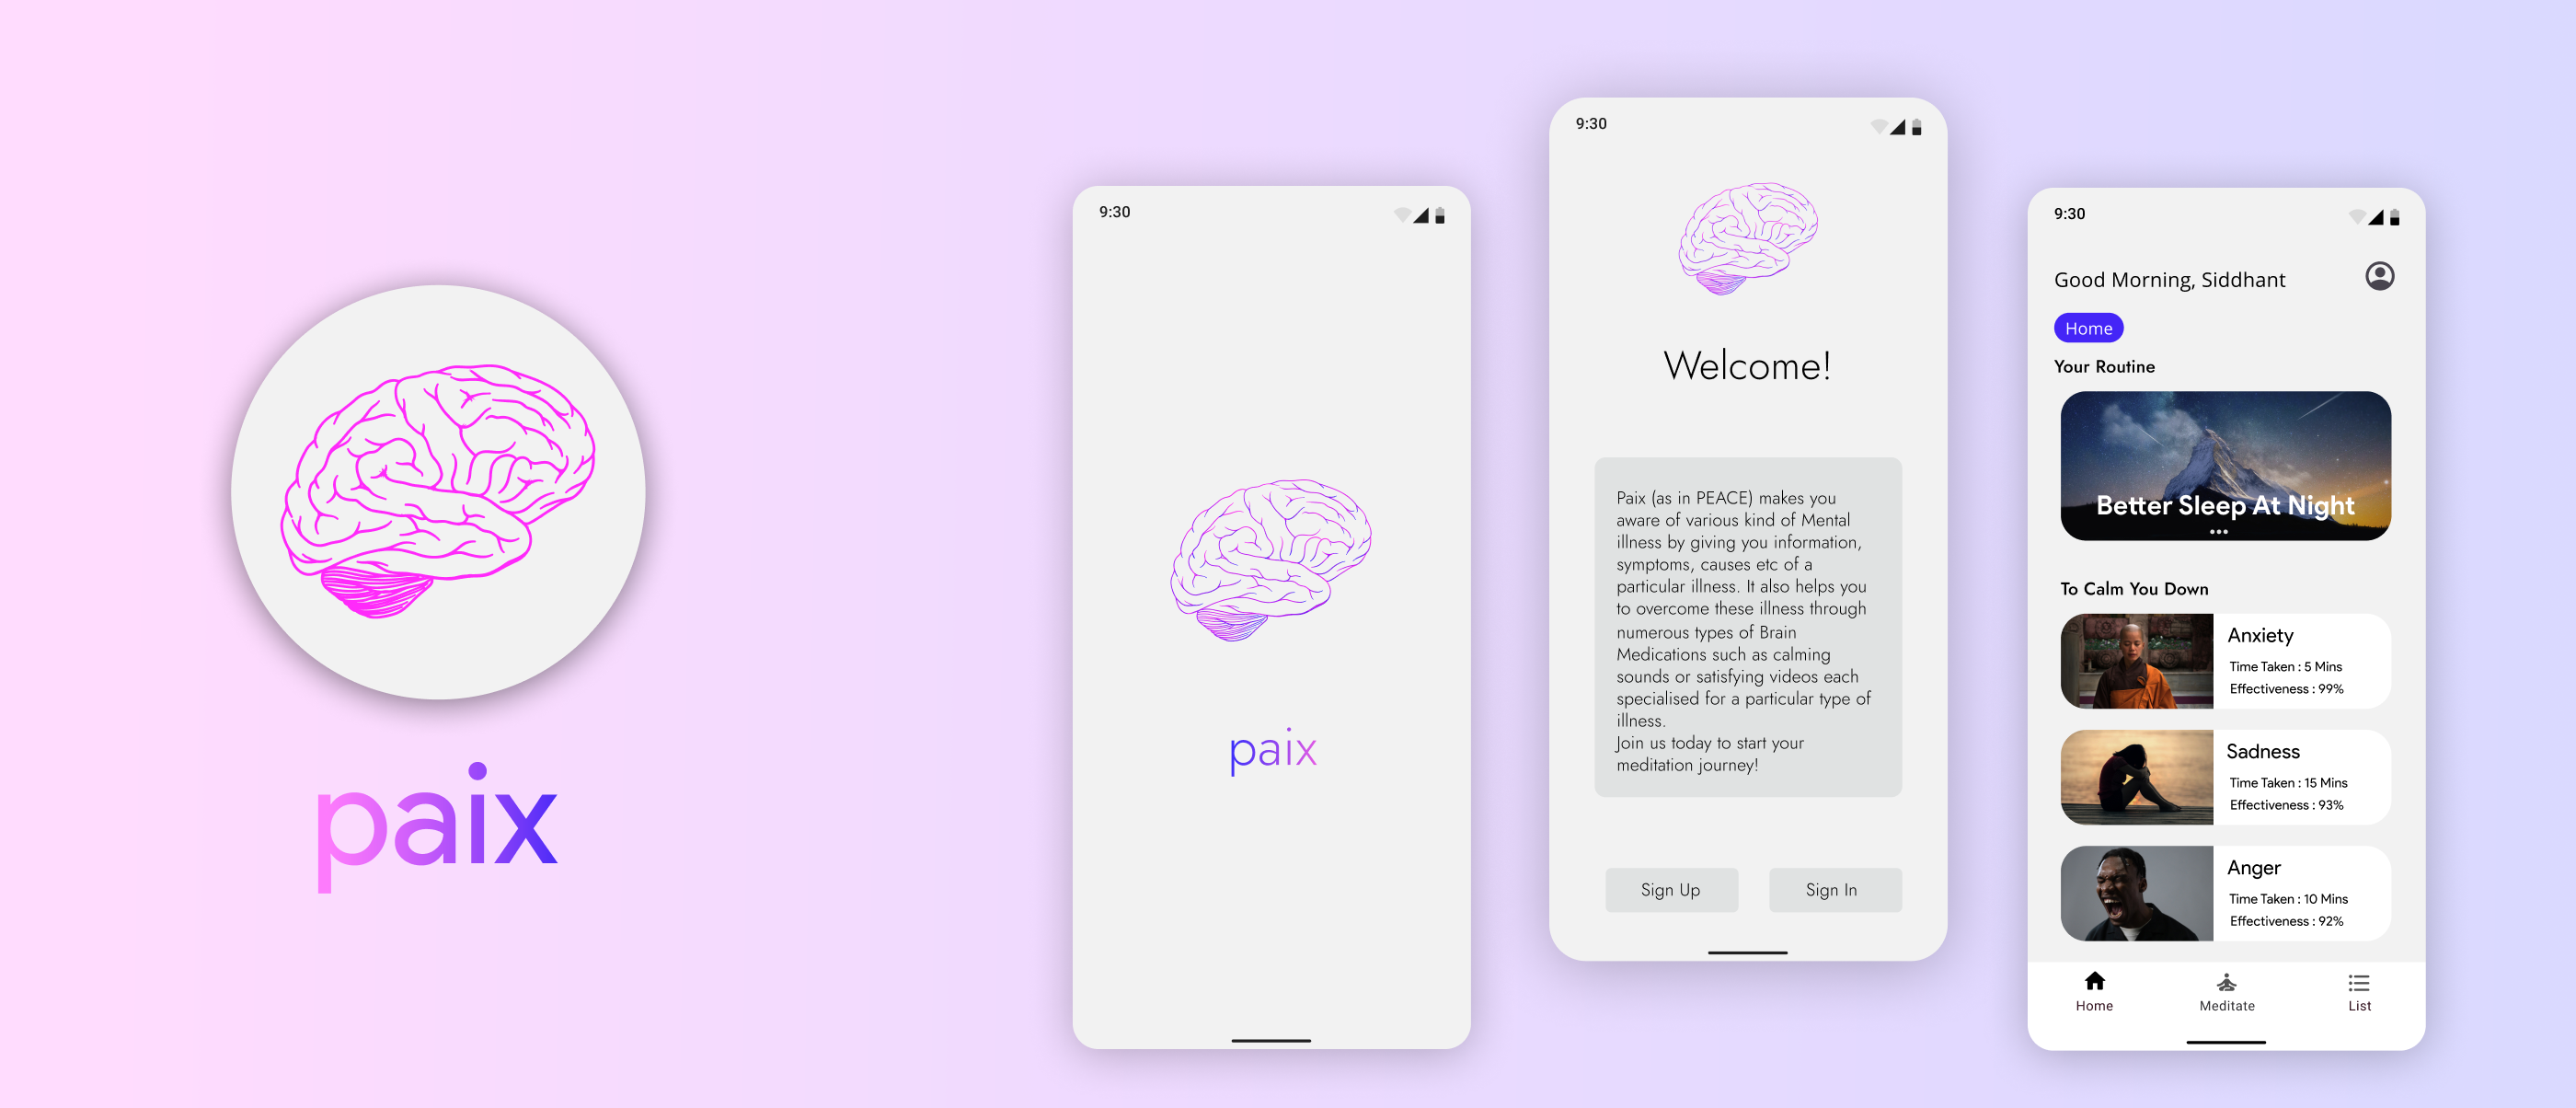 paix
9:30
paix
9:30
Welcome!
Paix (as in PEACE) makes you
aware of various kind of Mental
illness by giving you information,
symptoms, causes etc of a
particular illness. It also helps you
to overcome these illness through
numerous types of Brain
Medications such as calming
sounds or satisfying videos each
specialised for a particular type of
illness.
Join us today to start your
meditation journey!
Sign Up
Sign In
9:30
Good Morning, Siddhant
Home
Your Routine
Better Sleep At Night
To Calm You Down
Anxiety
Time Taken : 5 Mins
Effectiveness : 99%
Sadness
Time Taken : 15 Mins
Effectiveness : 93%
Anger
Time Taken : 10 Mins
Effectiveness : 92%
Home
Meditate
List